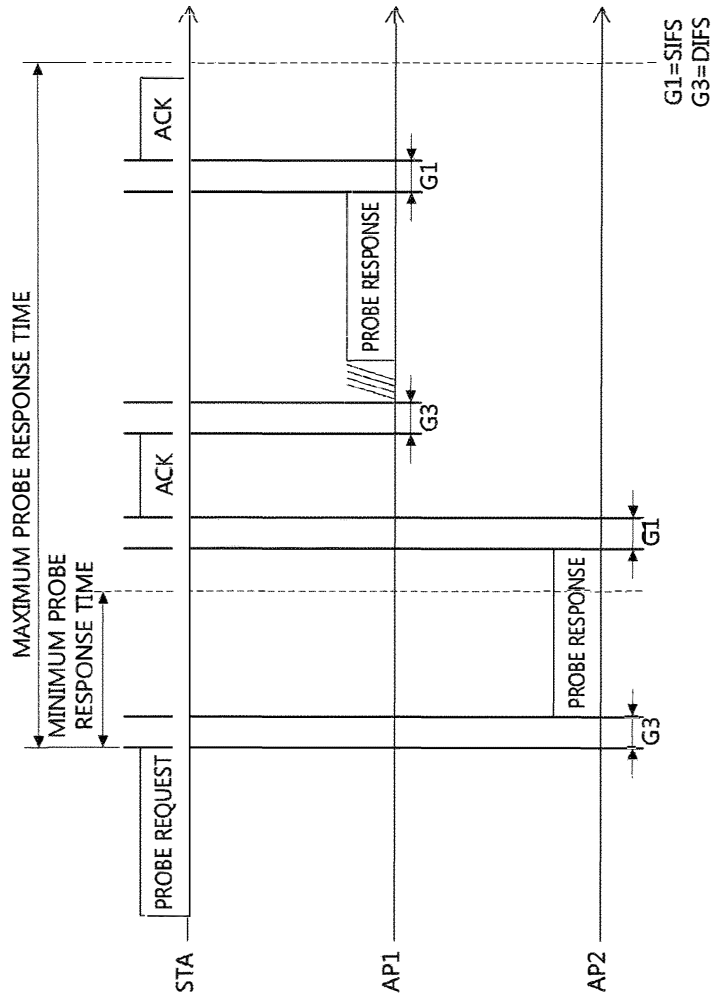 MAXIMUM PROBE RESPONSE TIME
MINIMUM PROBE
RESPONSE TIME
STA
PROBE REQUEST
ACK
ACK
AP1
G3
PROBE RESPONSE
G1
AP2
G3
PROBE RESPONSE
G1
G1=SIFS
G3=DIFS